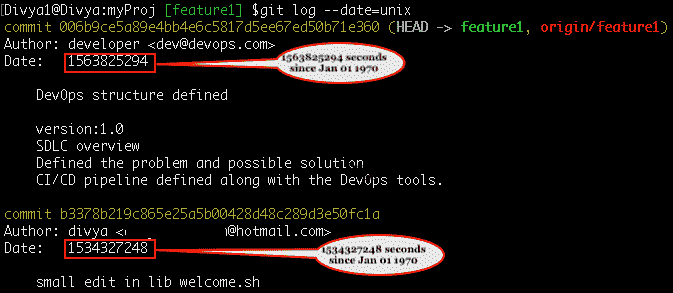 [Divya1@Divya:myProj [feature1] $git log --date=unix
commit 006b9ce5a89e4bb4e6c5817d5ee67ed50b71e360 (HEAD -> feature1, origin/feature1)
Author: developer <dev@devops.com>
Date: 1563825294
1563825294 seconds
since Jan 01 1970
DevOps structure defined
version:1.0
SDLC overview
Defined the problem and possible solution
CI/CD pipeline defined along with the DevOps tools.
commit b3378b219c865e25a5b00428d48c289d3e50fc1a
Author: divya < @hotmail.com>
Date: 1534327248
1534327248 seconds
since Jan 01 1970
small edit in lib welcome.sh